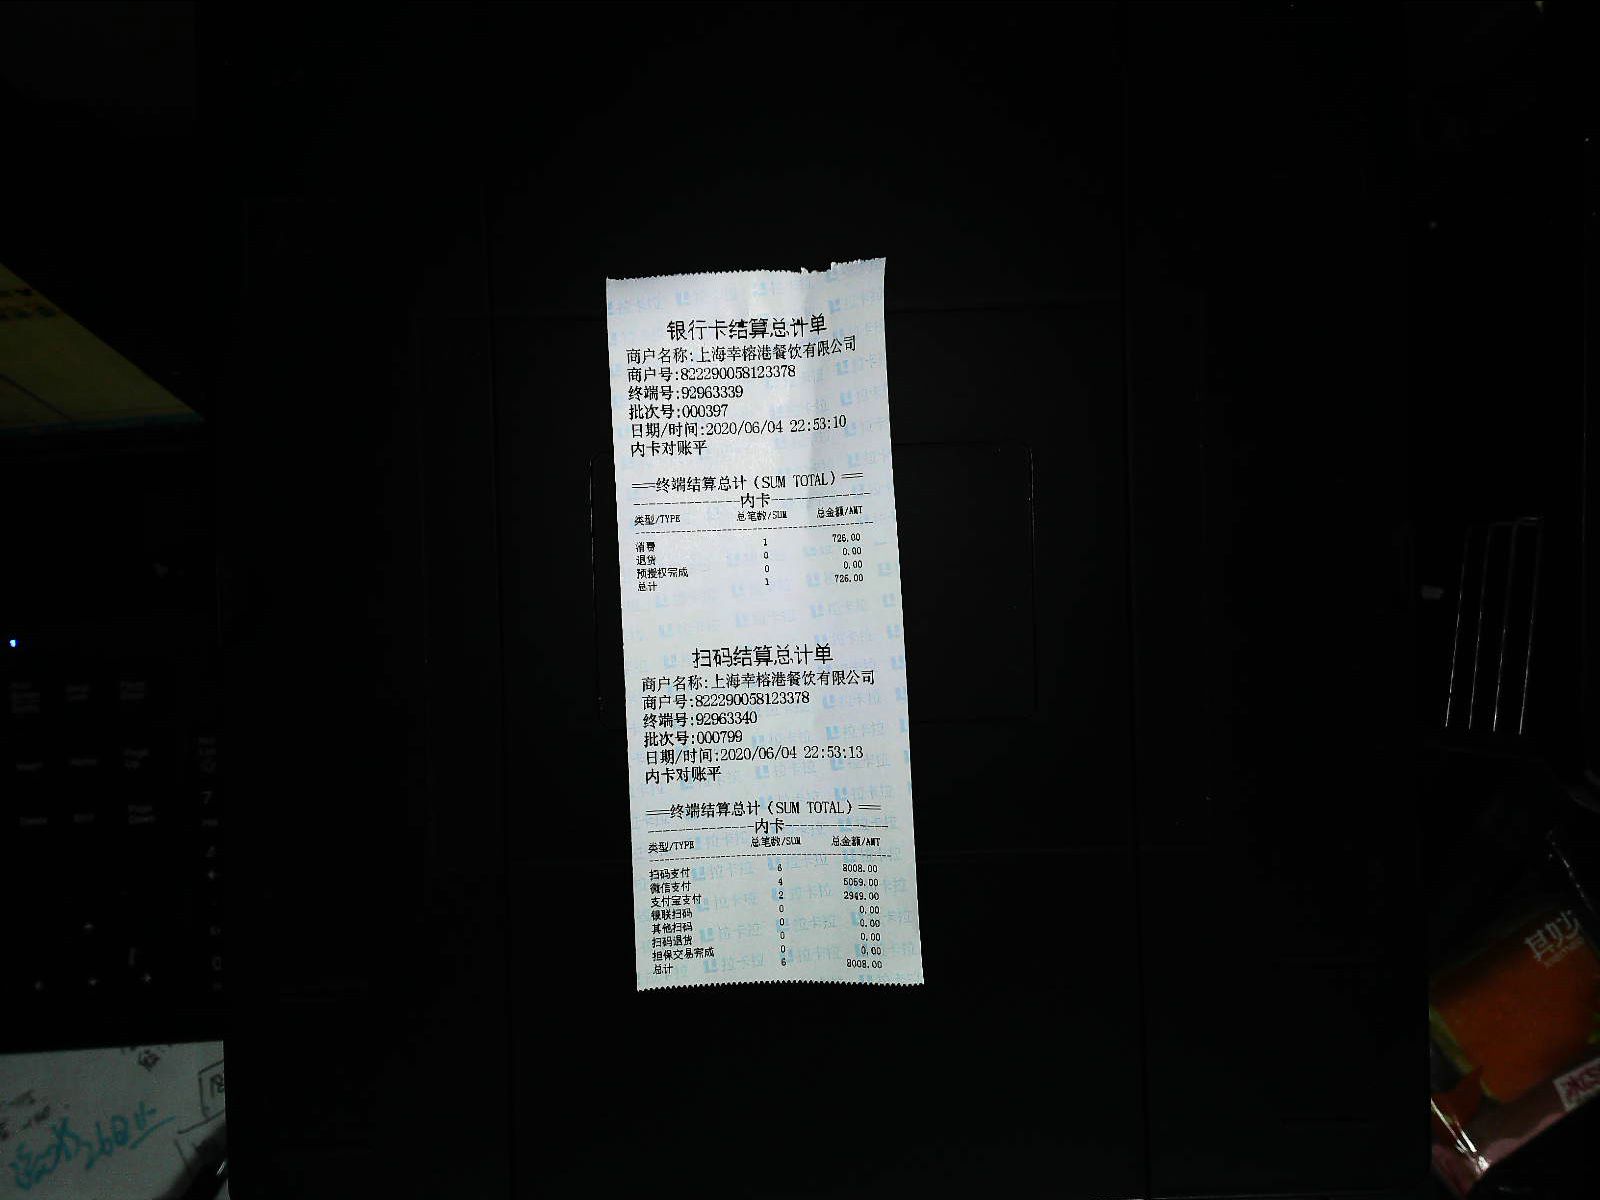 银行卡结算总计单
商户名称:上海幸榕港餐饮有限公司
商户号:822290058123378
终端号:92963339
批次号:000397
日期/时间:2020/06/04 22:53:10
内卡对账平
===终端结算总计(SUM TOTAL)===
内卡
类型/TYPE 总笔数/SUM 总金额/AMT
消费 1 726.00
退货 0 0.00
预授权完成 0 0.00
总计 1 726.00
扫码结算总计单
商户名称:上海幸榕港餐饮有限公司
商户号:822290058123378
终端号:92963340
批次号:000799
日期/时间:2020/06/04 22:53:13
内卡对账平
===终端结算总计(SUM TOTAL)===
内卡
类型/TYPE 总笔数/SUM 总金额/AMT
扫码支付 6 8008.00
微信支付 4 5059.00
支付宝支付 2 2949.00
银联扫码 0 0.00
其他扫码 0 0.00
扫码退货 0 0.00
担保交易完成 0 0.00
总计 6 8008.00